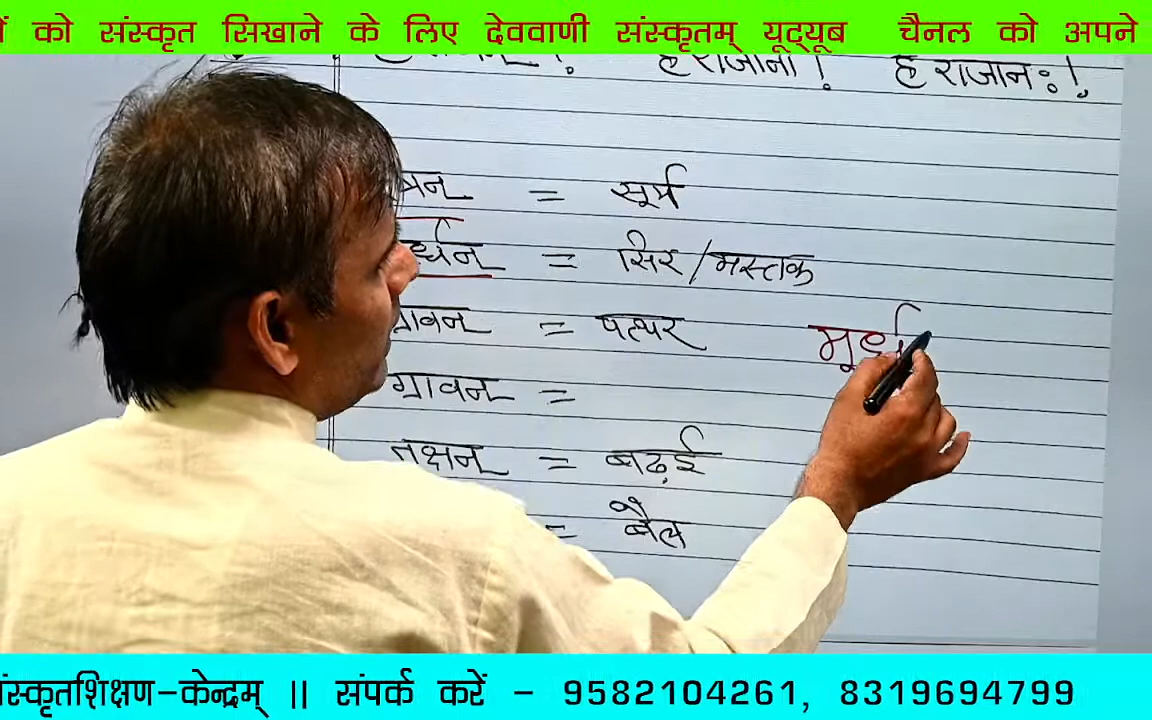 को संस्कृत सिखाने के लिए देववाणी संस्कृतम् यूट्यूब चैनल को अपने
हे राजानौ ! हे राजानः !
= सूर्य
= सिर/मस्तक
= पत्थर मूर्ध
ग्रावन् =
तक्षन् = बढ़ई
= बैल
संस्कृतशिक्षण-केन्द्रम् || संपर्क करें - 9582104261, 8319694799